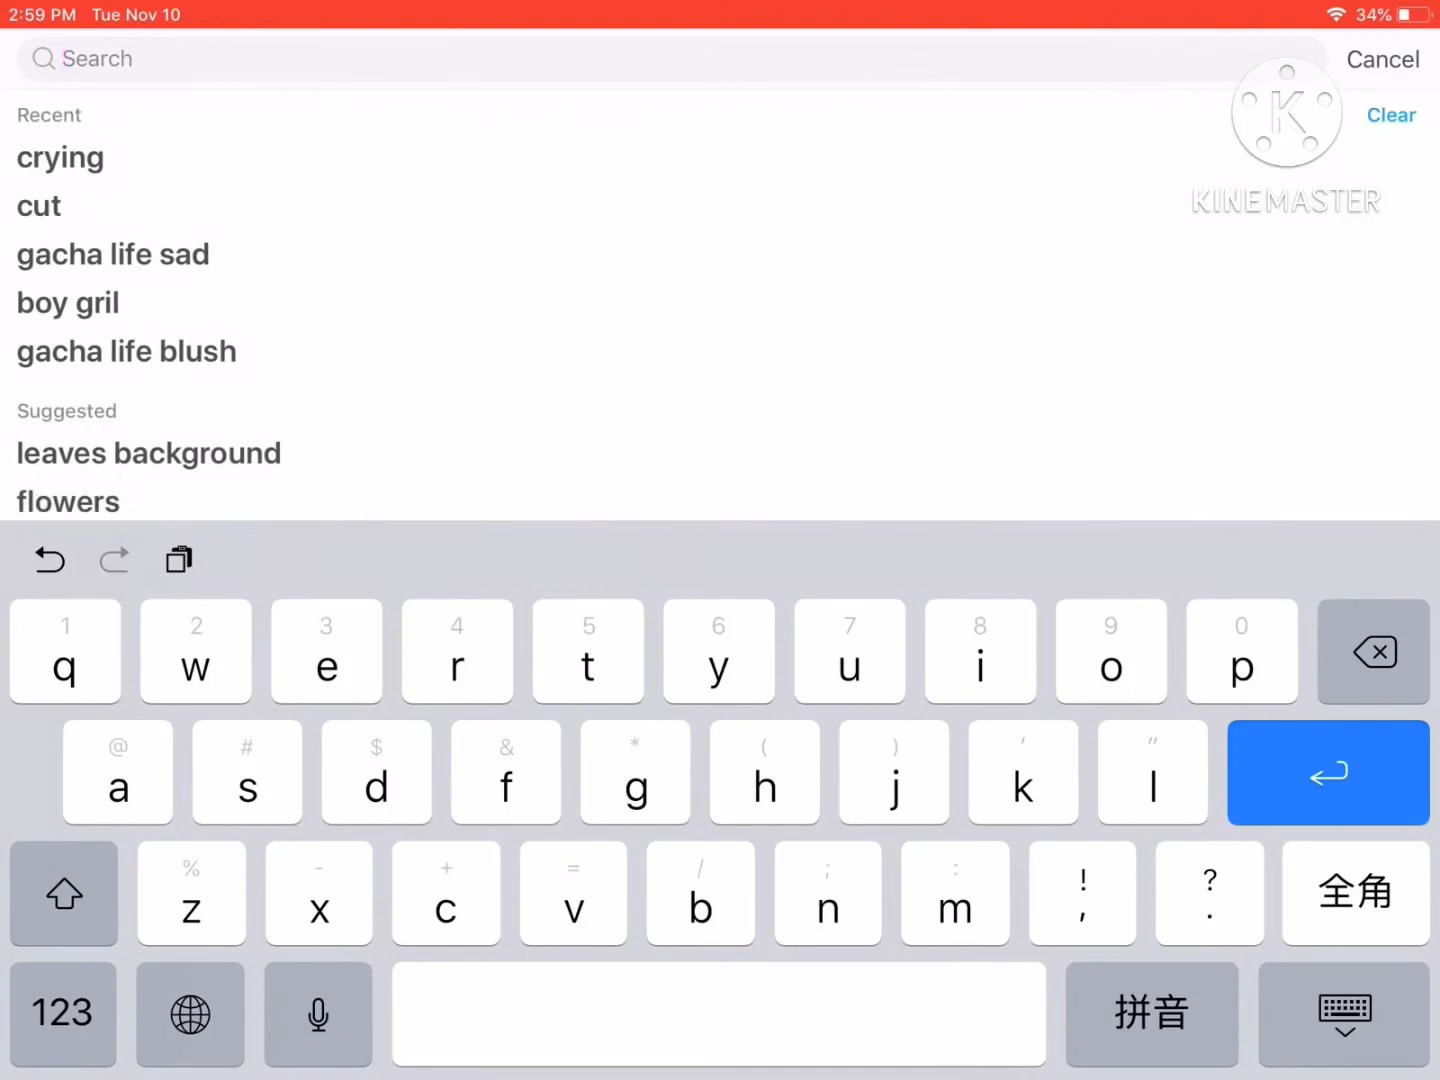 2:59 PM Tue Nov 10 34%
Search Cancel
Recent Clear
crying
cut
gacha life sad
boy gril
gacha life blush
K
KINEMASTER
Suggested
leaves background
flowers
1 2 3 4 5 6 7 8 9 0
q w e r t y u i o p
@ # $ & * ( ) ' "
a s d f g h j k l
% - + = / ; : ! ?
z x c v b n m , . 全角
123 拼音